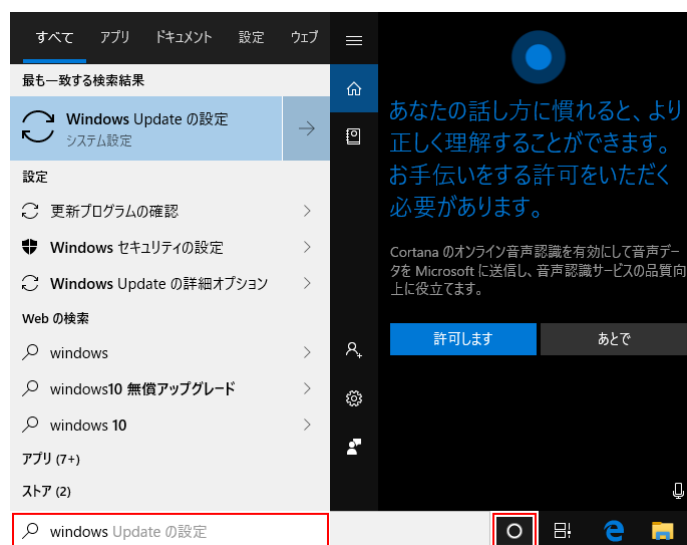 すべて アプリ ドキュメント 設定 ウェブ
最も一致する検索結果
Windows Update の設定
システム設定
設定
更新プログラムの確認
Windows セキュリティの設定
Windows Update の詳細オプション
Web の検索
windows
windows10 無償アップグレード
windows 10
アプリ (7+)
ストア (2)
windows Update の設定
あなたの話し方に慣れると、より
正しく理解することができます。
お手伝いをする許可をいただく
必要があります。
Cortana のオンライン音声認識を有効にして音声デー
タを Microsoft に送信し、音声認識サービスの品質向
上に役立てます。
許可します あとで